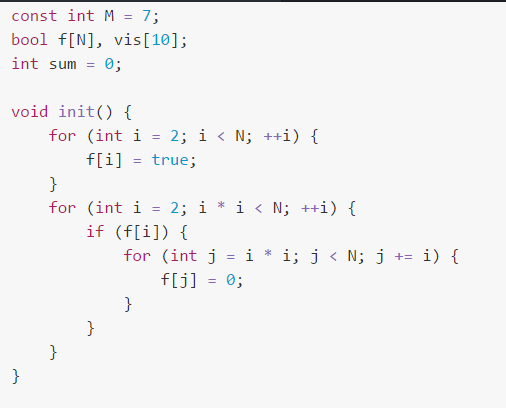 const int M = 7;
bool f[N], vis[10];
int sum = 0;

void init() {
    for (int i = 2; i < N; ++i) {
        f[i] = true;
    }
    for (int i = 2; i * i < N; ++i) {
        if (f[i]) {
            for (int j = i * i; j < N; j += i) {
                f[j] = 0;
            }
        }
    }
}